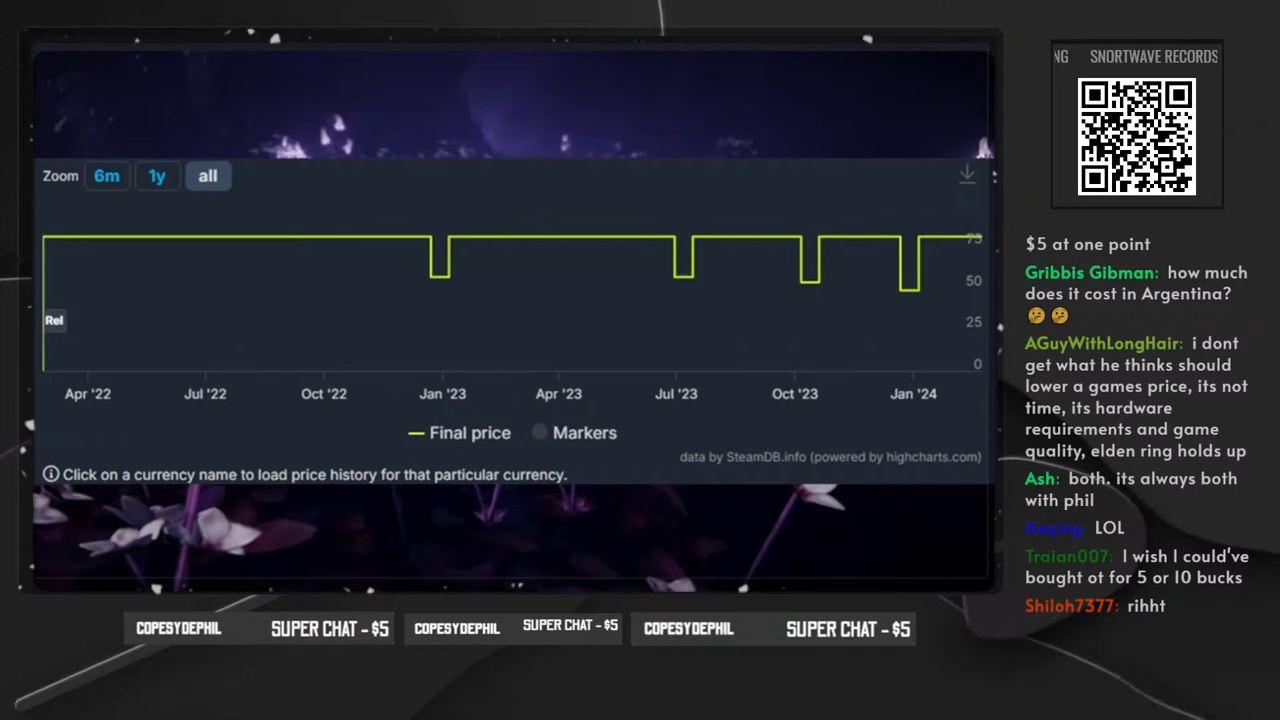 NG SNORTWAVE RECORDS
Zoom 6m 1y all
75
50
25
0
Rel
Apr '22 Jul '22 Oct '22 Jan '23 Apr '23 Jul '23 Oct '23 Jan '24
Final price Markers
data by SteamDB.info (powered by highcharts.com)
Click on a currency name to load price history for that particular currency.
$5 at one point
Gribbis Gibman: how much
does it cost in Argentina?
🤔 🤔
AGuyWithLongHair: i dont
get what he thinks should
lower a games price, its not
time, its hardware
requirements and game
quality, elden ring holds up
Ash: both. its always both
with phil
Keqing: LOL
Traian007: I wish I could've
bought ot for 5 or 10 bucks
Shiloh7377: rihht
COPESYDEPHIL SUPER CHAT - $5 COPESYDEPHIL SUPER CHAT - $5 COPESYDEPHIL SUPER CHAT - $5